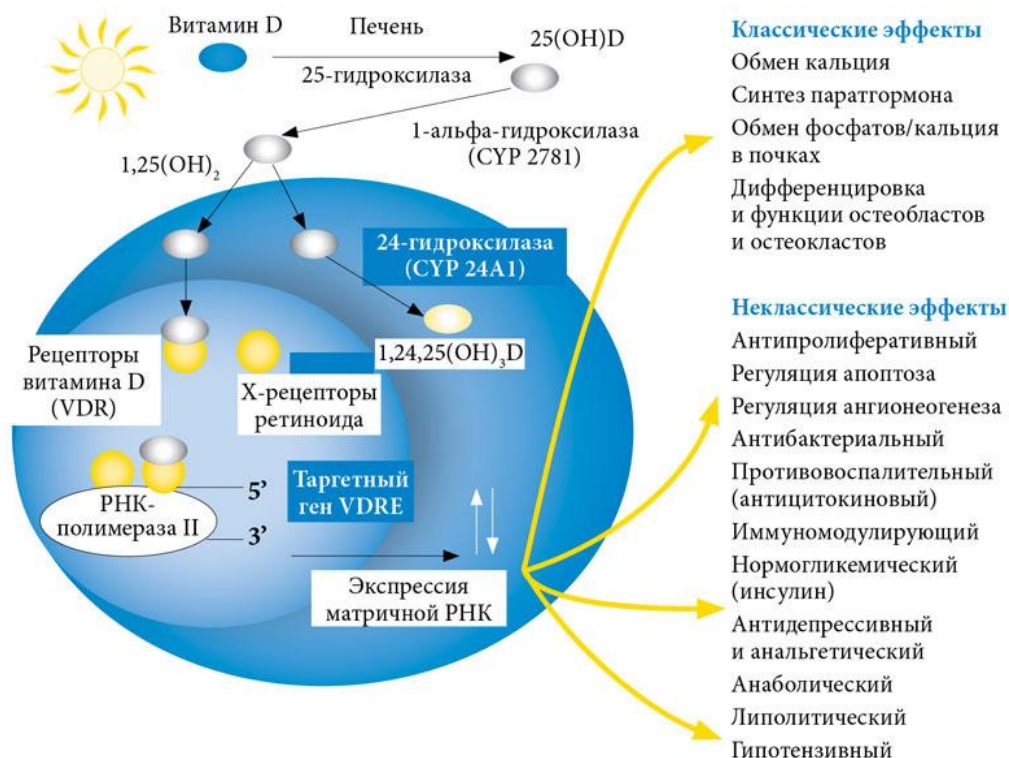 Витамин D
Печень
25(OH)D
25-гидроксилаза
1-альфа-гидроксилаза
(CYP 2781)
1,25(OH)₂
24-гидроксилаза
(CYP 24A1)
1,24,25(OH)₃D
Рецепторы
витамина D
(VDR)
Х-рецепторы
ретиноида
РНК-
полимераза II
5’
3’
Таргетный
ген VDRE
Экспрессия
матричной РНК
Классические эффекты
Обмен кальция
Синтез паратгормона
Обмен фосфатов/кальция
в почках
Дифференцировка
и функции остеобластов
и остеокластов
Неклассические эффекты
Антипролиферативный
Регуляция апоптоза
Регуляция ангионеогенеза
Антибактериальный
Противовоспалительный
(антицитокиновый)
Иммуномодулирующий
Нормогликемический
(инсулин)
Антидепрессивный
и анальгетический
Анаболический
Липолитический
Гипотензивный